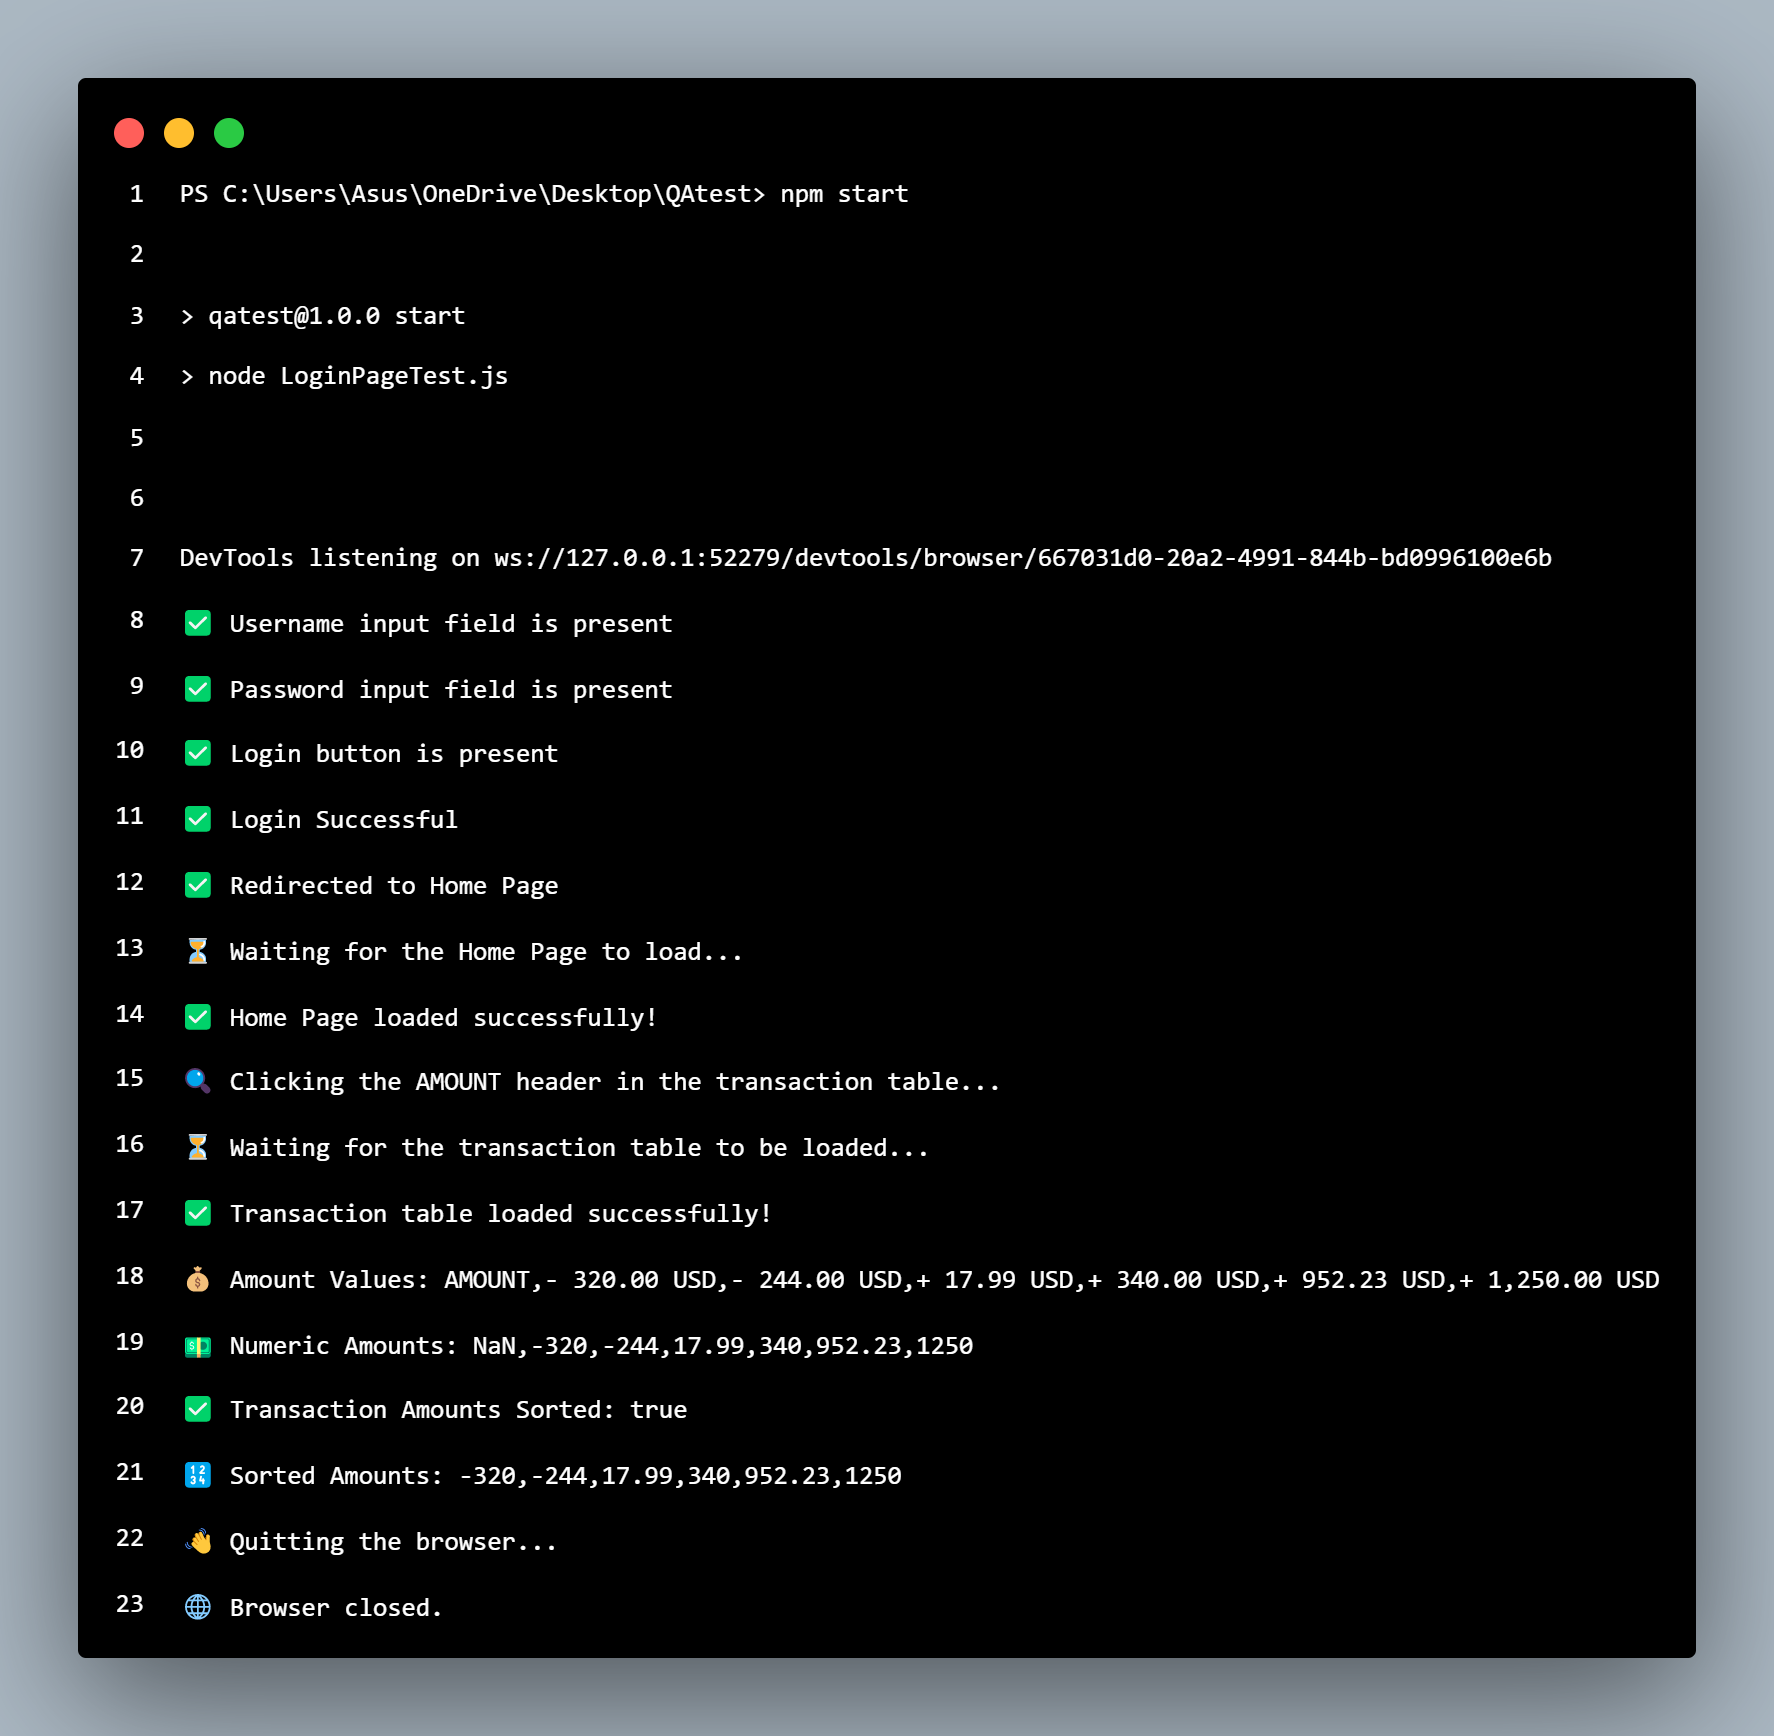 1 PS C:\Users\Asus\OneDrive\Desktop\QAtest> npm start
2
3 > qatest@1.0.0 start
4 > node LoginPageTest.js
5
6
7 DevTools listening on ws://127.0.0.1:52279/devtools/browser/667031d0-20a2-4991-844b-bd0996100e6b
8 ✅ Username input field is present
9 ✅ Password input field is present
10 ✅ Login button is present
11 ✅ Login Successful
12 ✅ Redirected to Home Page
13 ⏳ Waiting for the Home Page to load...
14 ✅ Home Page loaded successfully!
15 🔍 Clicking the AMOUNT header in the transaction table...
16 ⏳ Waiting for the transaction table to be loaded...
17 ✅ Transaction table loaded successfully!
18 💰 Amount Values: AMOUNT,- 320.00 USD,- 244.00 USD,+ 17.99 USD,+ 340.00 USD,+ 952.23 USD,+ 1,250.00 USD
19 💵 Numeric Amounts: NaN,-320,-244,17.99,340,952.23,1250
20 ✅ Transaction Amounts Sorted: true
21 🔢 Sorted Amounts: -320,-244,17.99,340,952.23,1250
22 👋 Quitting the browser...
23 🌐 Browser closed.